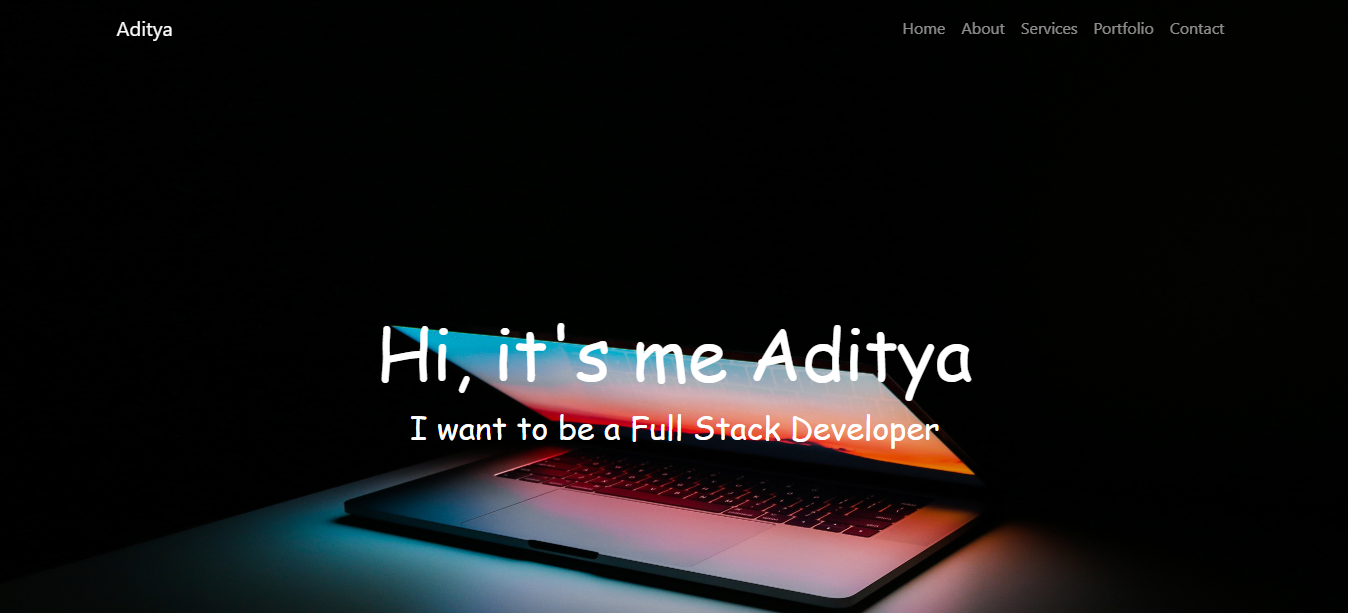 Aditya
Home About Services Portfolio Contact
Hi, it's me Aditya
I want to be a Full Stack Developer